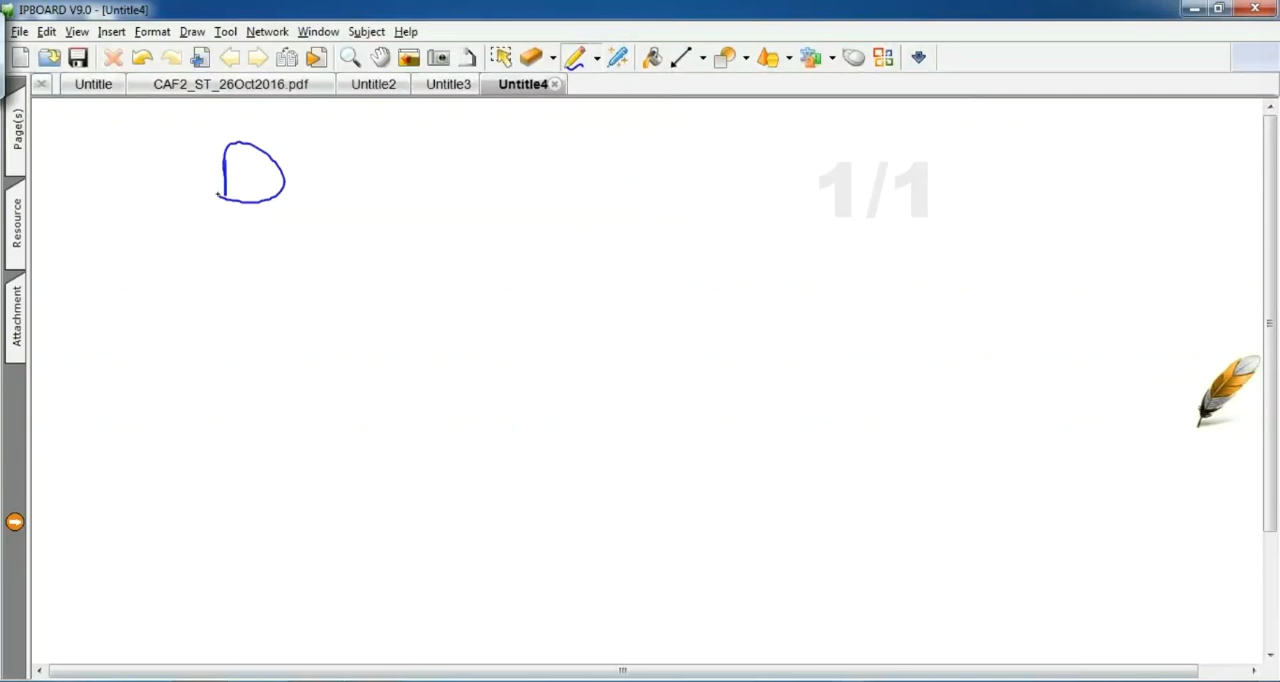 IPBOARD V9.0 - [Untitle4]
File Edit View Insert Format Draw Tool Network Window Subject Help
Untitle CAF2_ST_26Oct2016.pdf Untitle2 Untitle3 Untitle4
Page(s)
Resource
Attachment
D
1/1